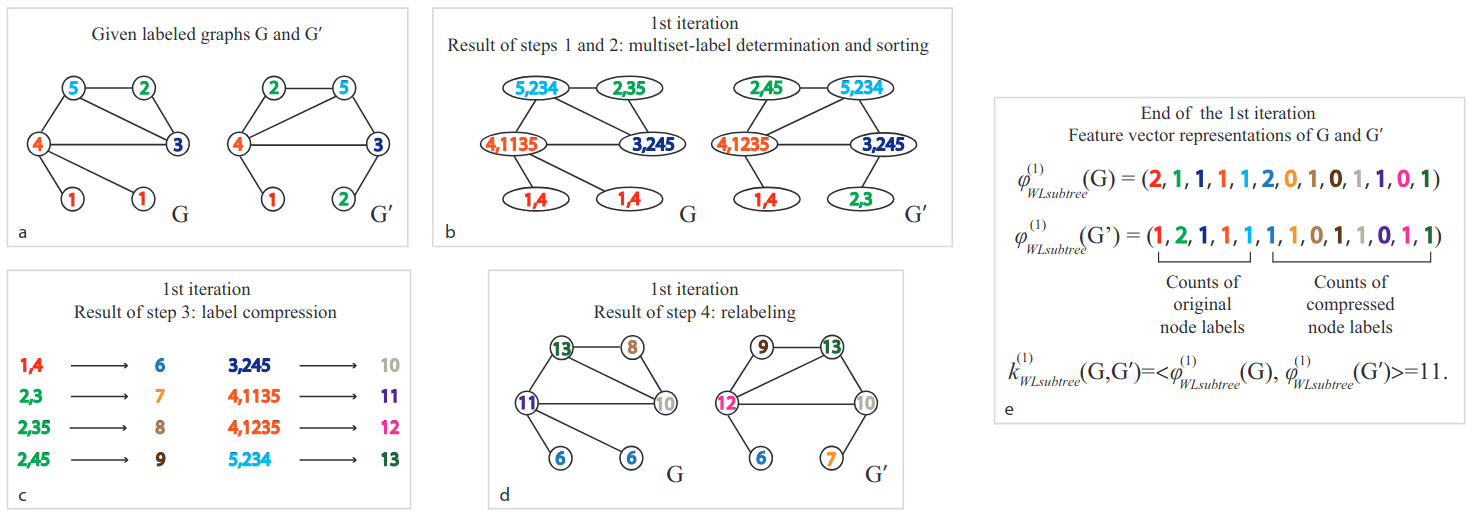 Given labeled graphs G and G′
5 2 2 5
4 3 4 3
1 1 G 1 2 G′
a
1st iteration
Result of steps 1 and 2: multiset-label determination and sorting
5,234 2,35 2,45 5,234
4,1135 3,245 4,1235 3,245
1,4 1,4 G 1,4 2,3 G′
b
1st iteration
Result of step 3: label compression
1,4 → 6 3,245 → 10
2,3 → 7 4,1135 → 11
2,35 → 8 4,1235 → 12
2,45 → 9 5,234 → 13
c
1st iteration
Result of step 4: relabeling
13 8 9 13
11 10 12 10
6 6 G 6 7 G′
d
End of the 1st iteration
Feature vector representations of G and G′
φ(1)WLsubtree(G) = (2, 1, 1, 1, 1, 2, 0, 1, 0, 1, 1, 0, 1)
φ(1)WLsubtree(G’) = (1, 2, 1, 1, 1, 1, 1, 0, 1, 1, 0, 1, 1)
Counts of Counts of
original compressed
node labels node labels
k(1)WLsubtree(G,G′)=<φ(1)WLsubtree(G), φ(1)WLsubtree(G′)>=11.
e